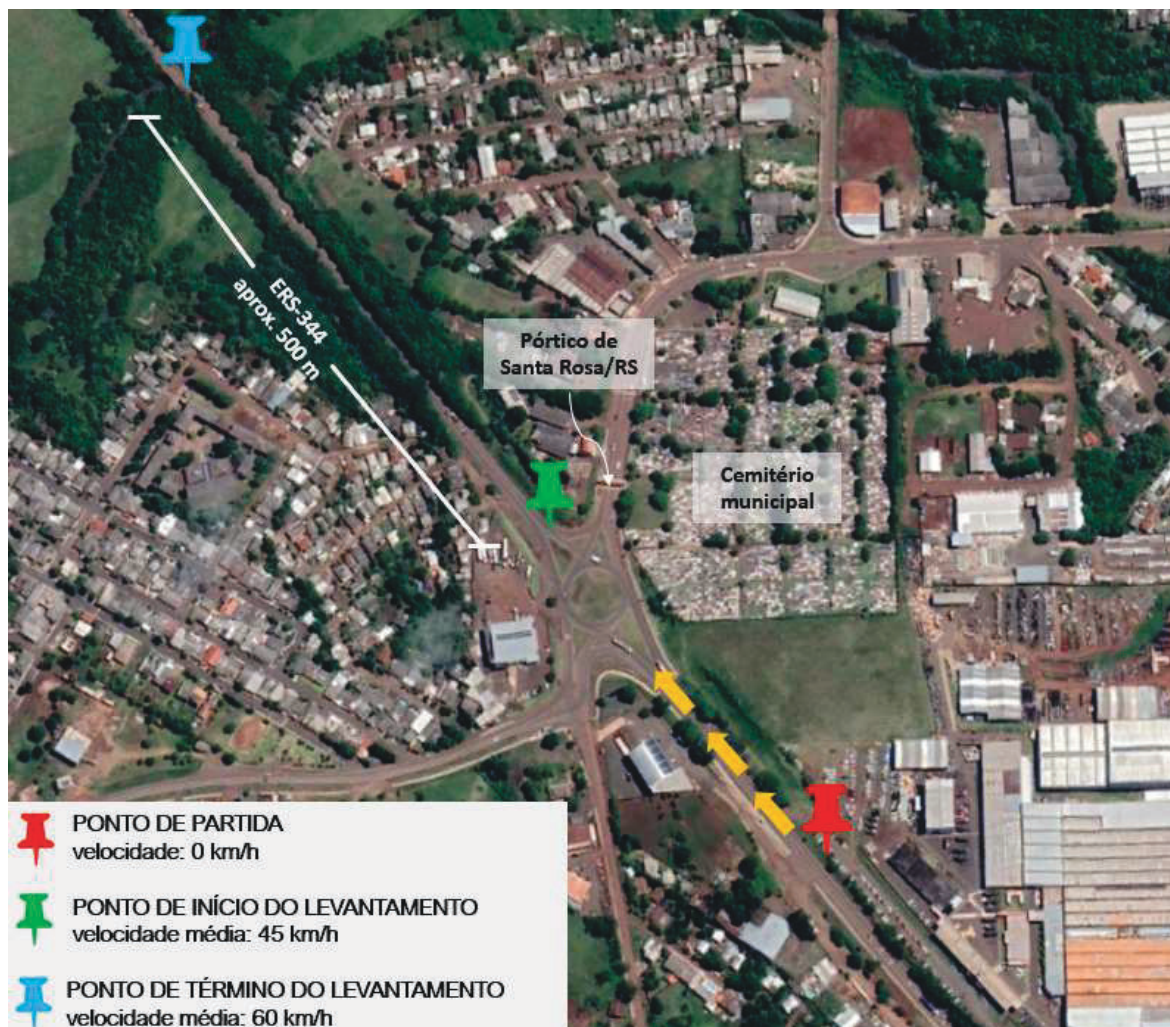 ERS-344
aprox. 500 m
Pórtico de
Santa Rosa/RS
Cemitério
municipal
PONTO DE PARTIDA
velocidade: 0 km/h
PONTO DE INÍCIO DO LEVANTAMENTO
velocidade média: 45 km/h
PONTO DE TÉRMINO DO LEVANTAMENTO
velocidade média: 60 km/h